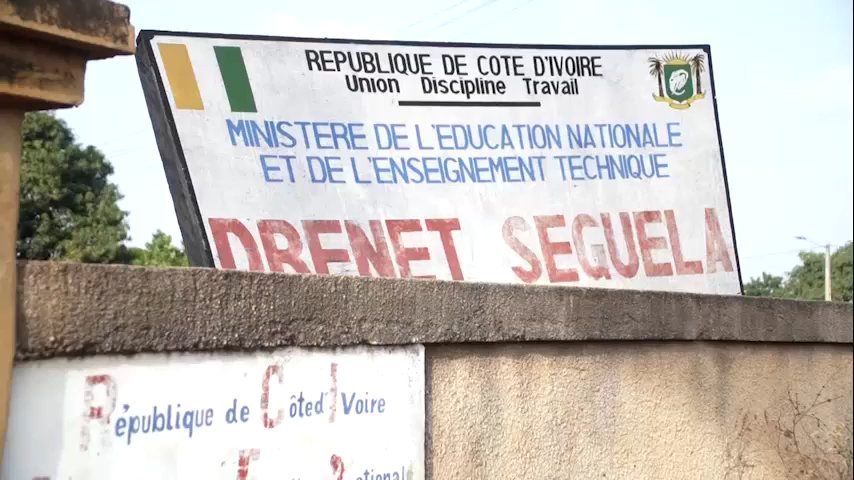 REPUBLIQUE DE COTE D'IVOIRE
Union Discipline Travail
MINISTERE DE L'EDUCATION NATIONALE
ET DE L'ENSEIGNEMENT TECHNIQUE
DRENET SEGUELA
République de Côte d'Ivoire